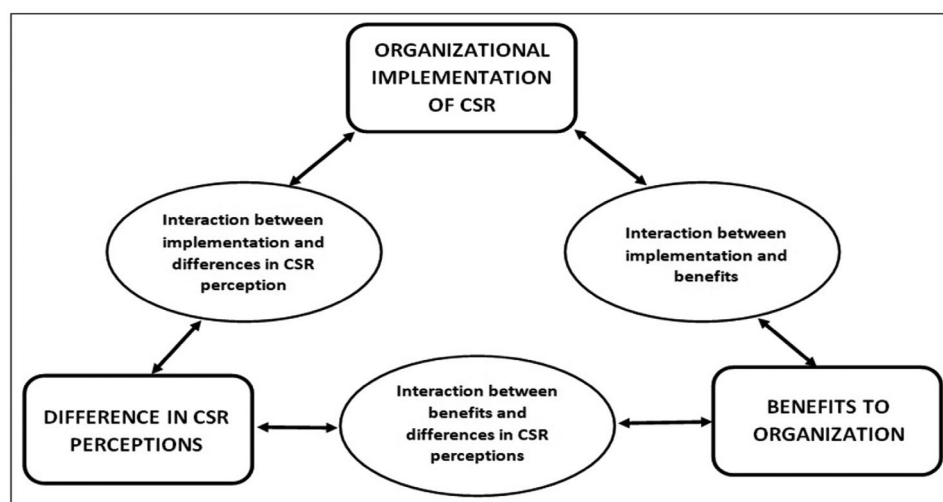 ORGANIZATIONAL
IMPLEMENTATION
OF CSR
Interaction between
implementation and
differences in CSR
perception
Interaction between
implementation and
benefits
DIFFERENCE IN CSR
PERCEPTIONS
Interaction between
benefits and
differences in CSR
perceptions
BENEFITS TO
ORGANIZATION